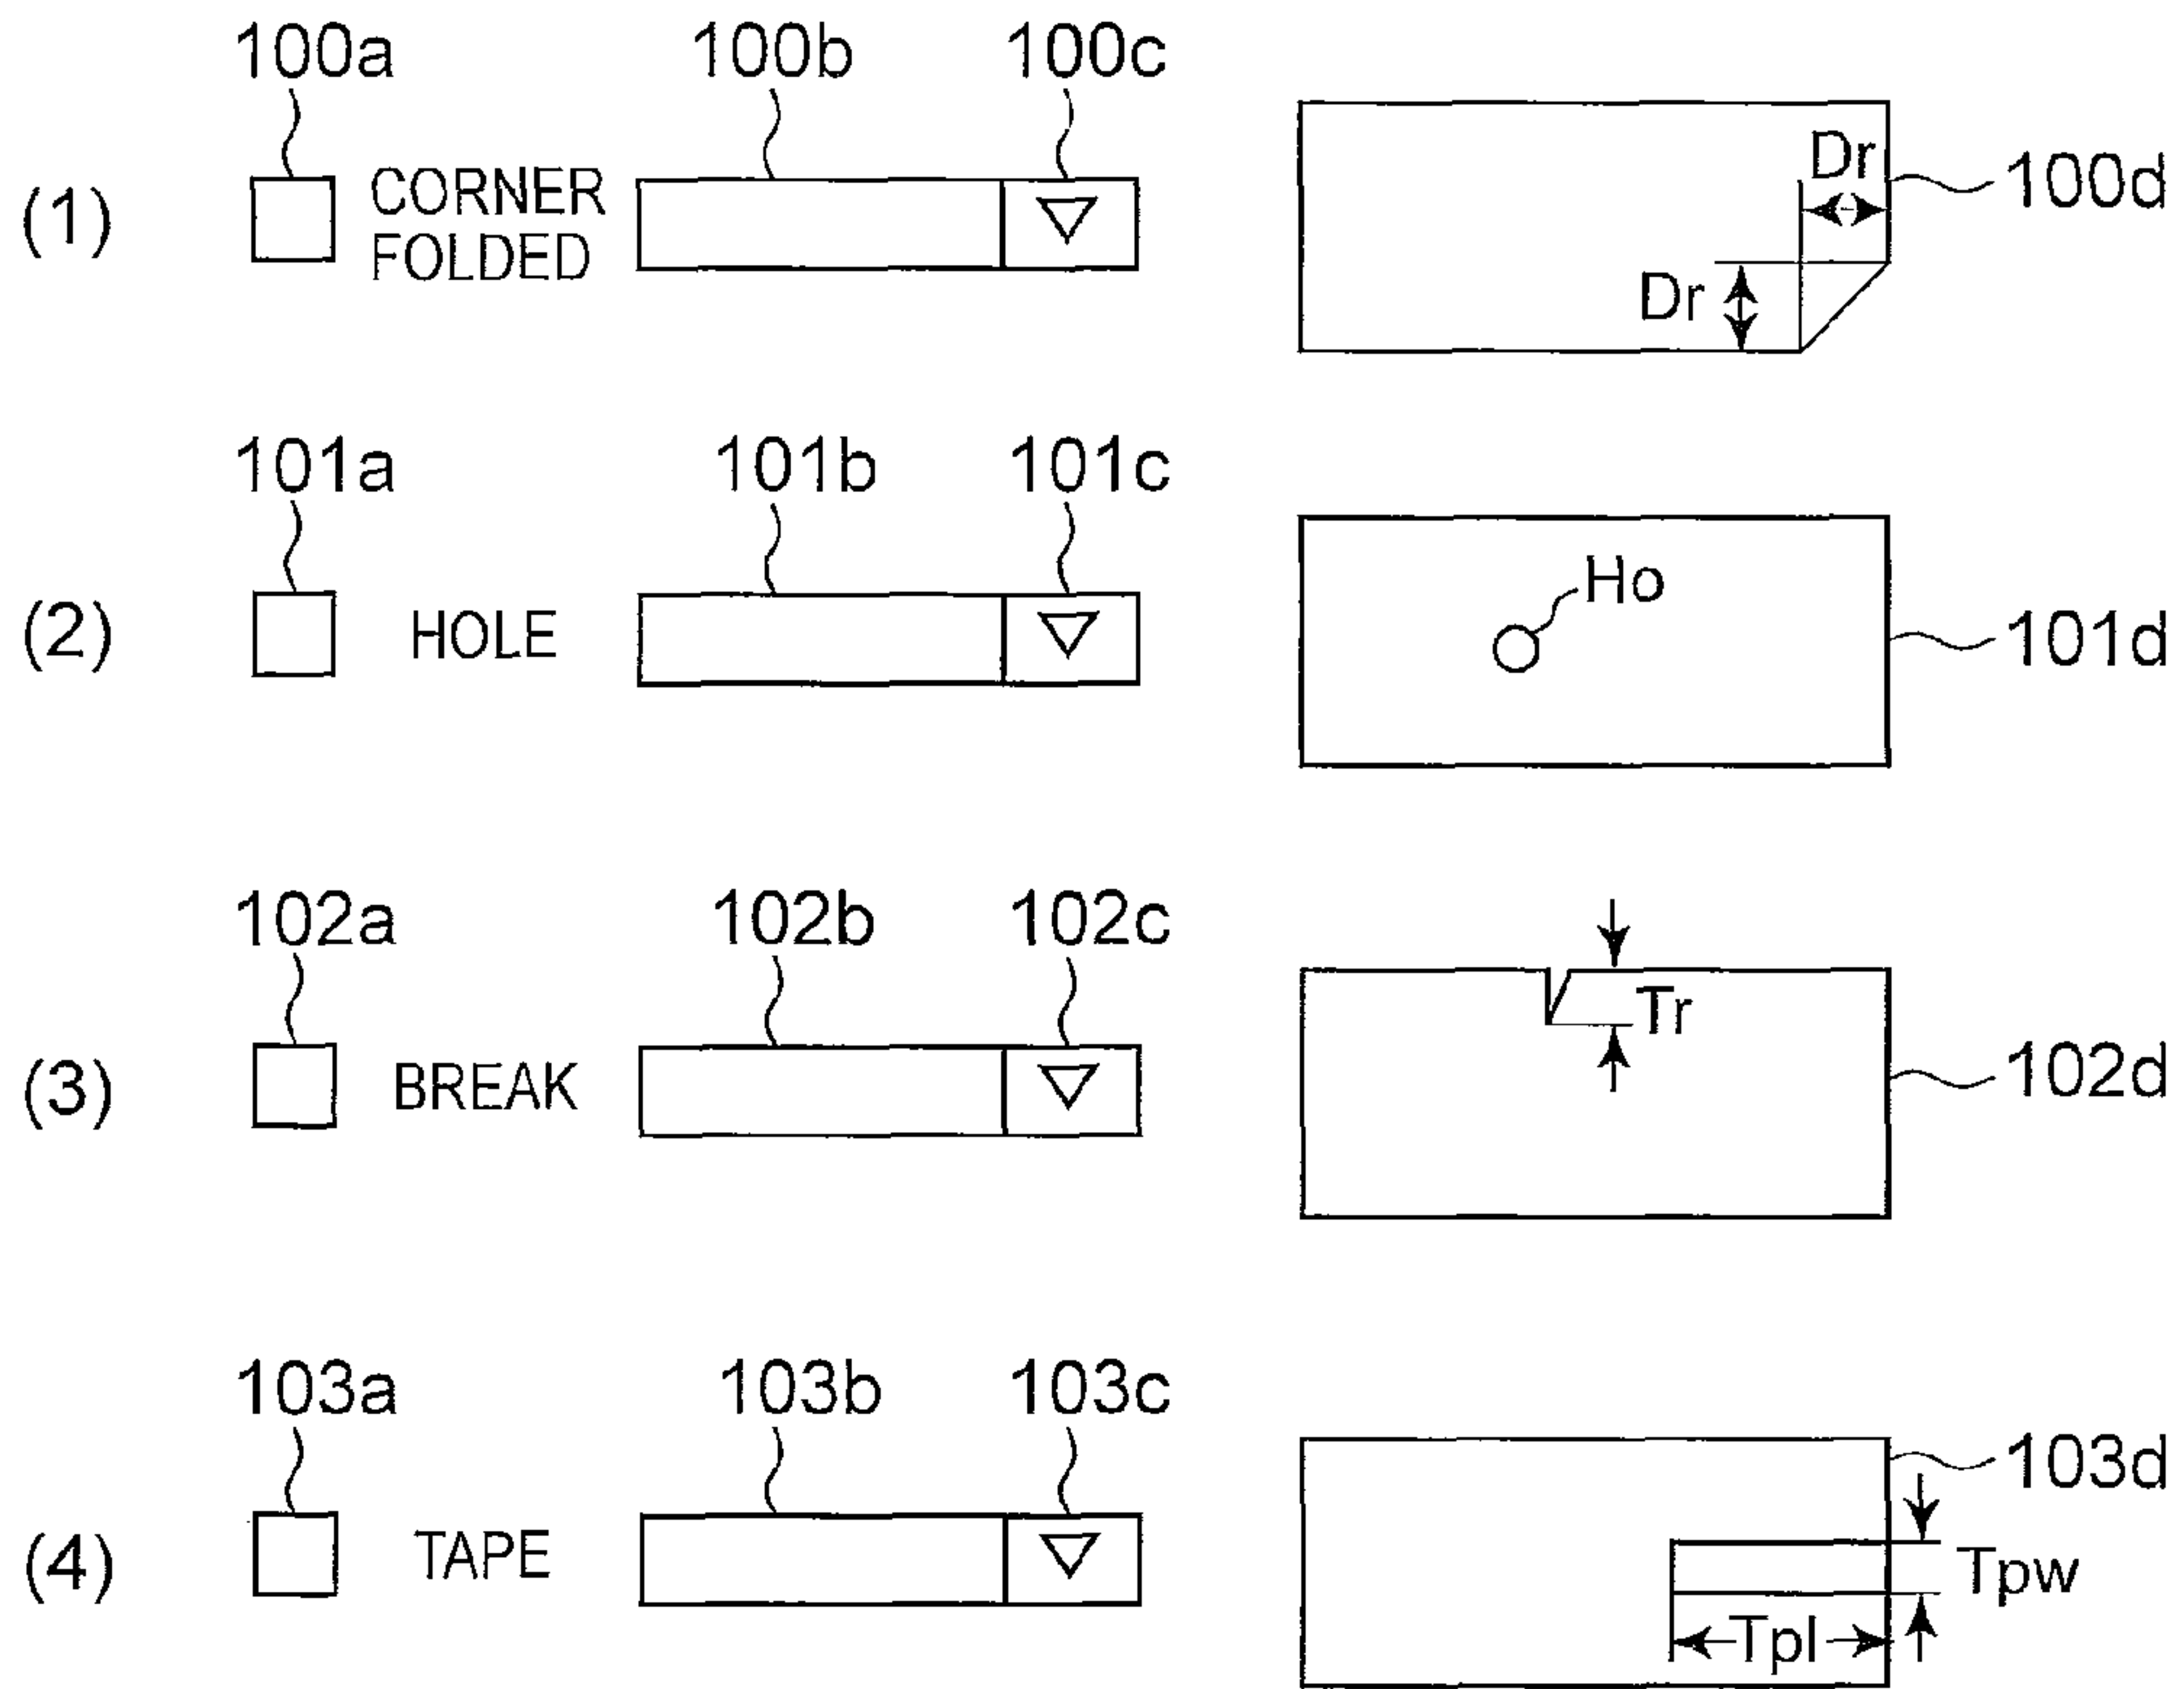 100a 100b 100c
(1) CORNER FOLDED Dr Dr 100d
101a 101b 101c
(2) HOLE Ho 101d
102a 102b 102c
(3) BREAK Tr 102d
103a 103b 103c
(4) TAPE Tpl Tpw 103d